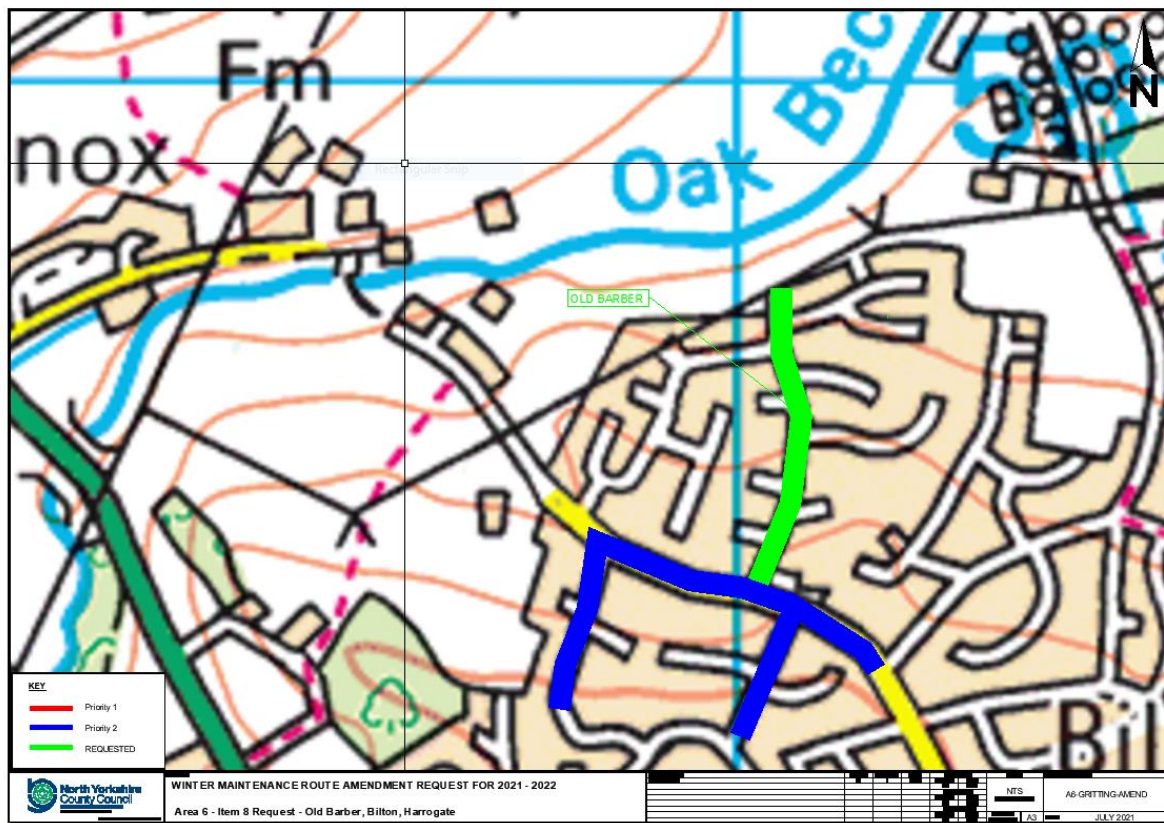 Fm
nox
Oak Bec
N
Rectangular Snip
OLD BARBER
Bil
KEY
Priority 1
Priority 2
REQUESTED
North Yorkshire
County Council
WINTER MAINTENANCE ROUTE AMENDMENT REQUEST FOR 2021 - 2022
Area 6 - Item 8 Request - Old Barber, Bilton, Harrogate
NTS
A6-GRITTING-AMEND
A3
JULY 2021